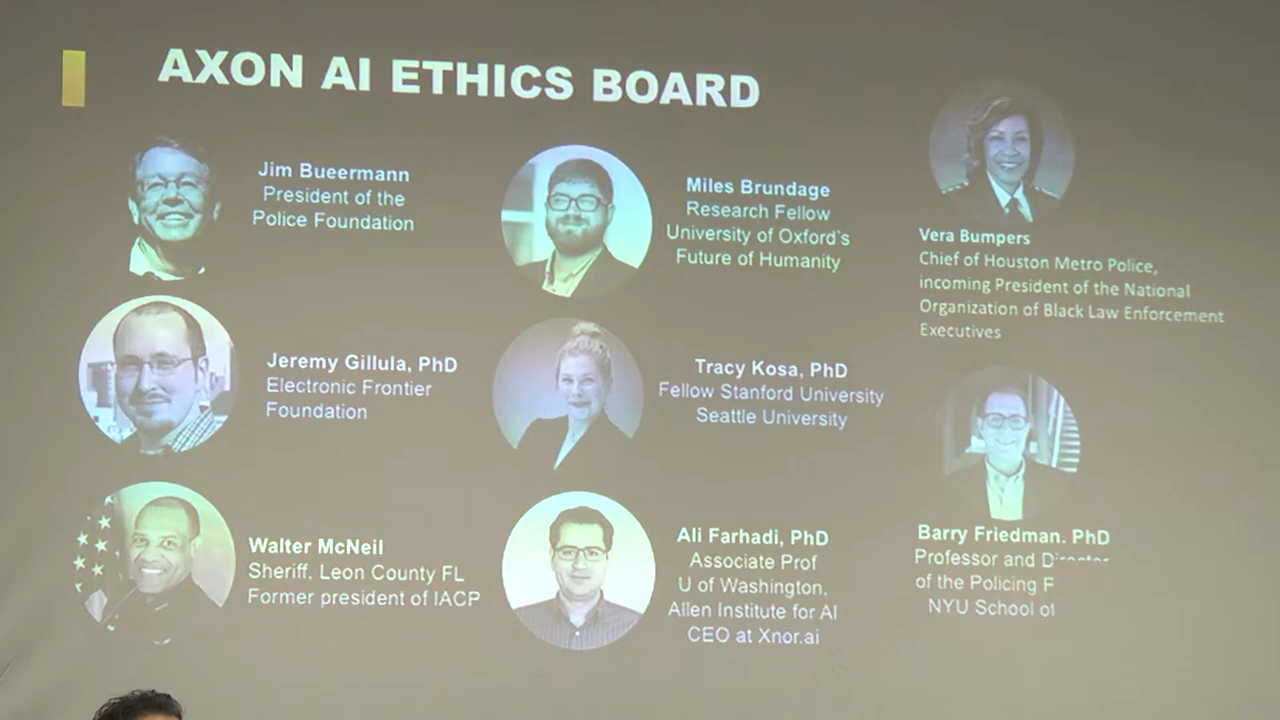 AXON AI ETHICS BOARD
Jim Bueermann
President of the
Police Foundation
Miles Brundage
Research Fellow
University of Oxford's
Future of Humanity
Vera Bumpers
Chief of Houston Metro Police,
incoming President of the National
Organization of Black Law Enforcement
Executives
Jeremy Gillula, PhD
Electronic Frontier
Foundation
Tracy Kosa, PhD
Fellow Stanford University
Seattle University
Walter McNeil
Sheriff, Leon County FL
Former president of IACP
Ali Farhadi, PhD
Associate Prof
U of Washington,
Allen Institute for AI
CEO at Xnor.ai
Barry Friedman. PhD
Professor and
of the Policing
NYU School of